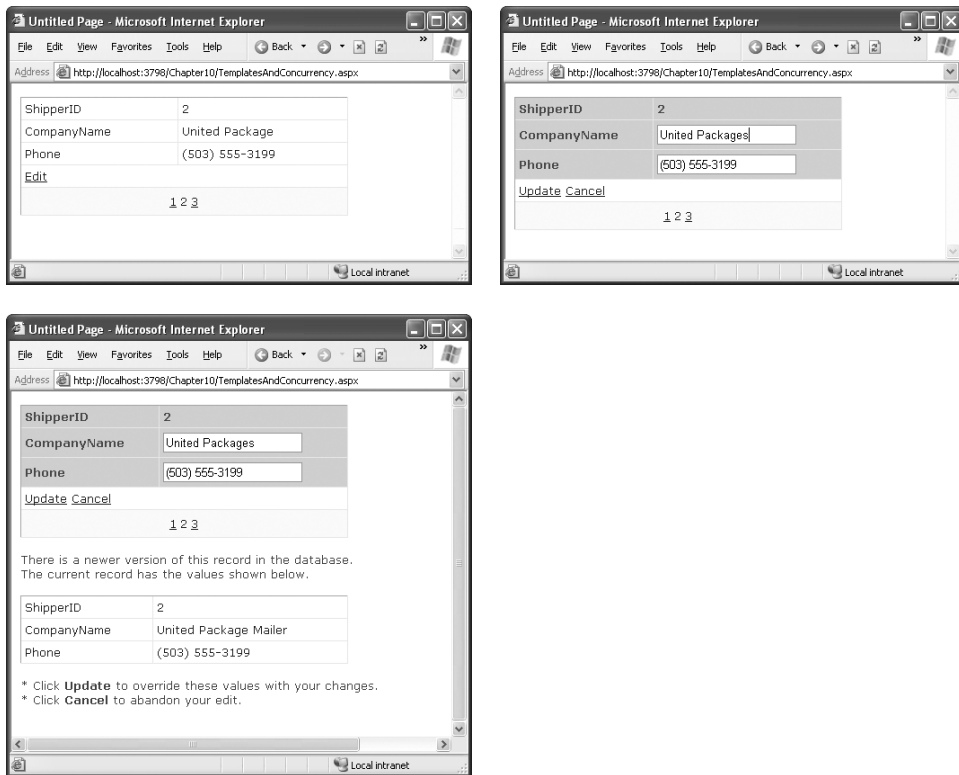 Untitled Page - Microsoft Internet Explorer
File Edit View Favorites Tools Help Back »
Address http://localhost:3798/Chapter10/TemplatesAndConcurrency.aspx
ShipperID 2
CompanyName United Package
Phone (503) 555-3199
Edit
1 2 3
Local intranet
Untitled Page - Microsoft Internet Explorer
File Edit View Favorites Tools Help Back »
Address http://localhost:3798/Chapter10/TemplatesAndConcurrency.aspx
ShipperID 2
CompanyName United Packages
Phone (503) 555-3199
Update Cancel
1 2 3
Local intranet
Untitled Page - Microsoft Internet Explorer
File Edit View Favorites Tools Help Back »
Address http://localhost:3798/Chapter10/TemplatesAndConcurrency.aspx
ShipperID 2
CompanyName United Packages
Phone (503) 555-3199
Update Cancel
1 2 3
There is a newer version of this record in the database.
The current record has the values shown below.
ShipperID 2
CompanyName United Package Mailer
Phone (503) 555-3199
* Click Update to override these values with your changes.
* Click Cancel to abandon your edit.
Local intranet